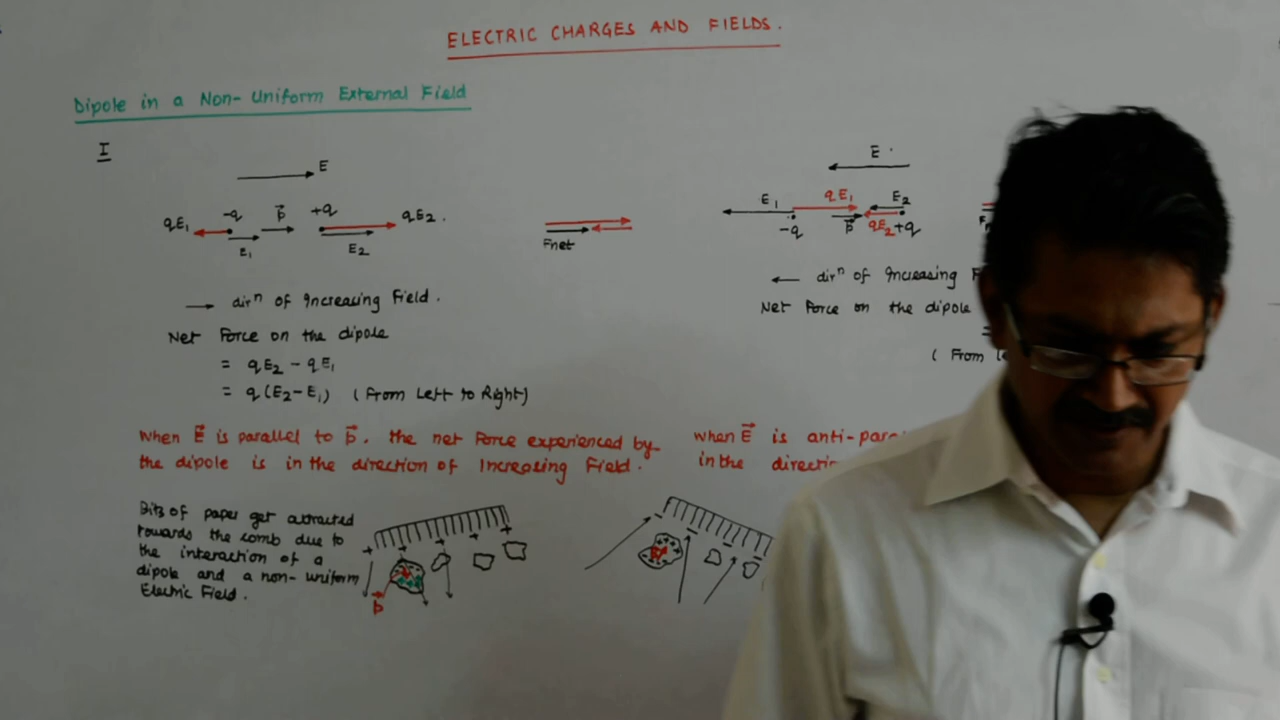 ELECTRIC CHARGES AND FIELDS.
Dipole in a Non-Uniform External Field
I
E
qE₁ -q p⃗ +q qE₂.
E₁ E₂
Fnet
→ dirⁿ of Increasing Field.
Net Force on the dipole
= qE₂ - qE₁
= q(E₂-E₁) (From Left to Right)
When E⃗ is parallel to p⃗, the net force experienced by
the dipole is in the direction of Increasing Field.
Bits of paper get attracted
towards the comb due to
the interaction of a
dipole and a non-uniform
Electric Field.
+ + + + +
p⃗
E
E₁ qE₁ E₂
-q p⃗ qE₂ +q
← dirⁿ of Increasing F
Net Force on the dipole
=
(From
When E⃗ is anti-para
in the
- - - -